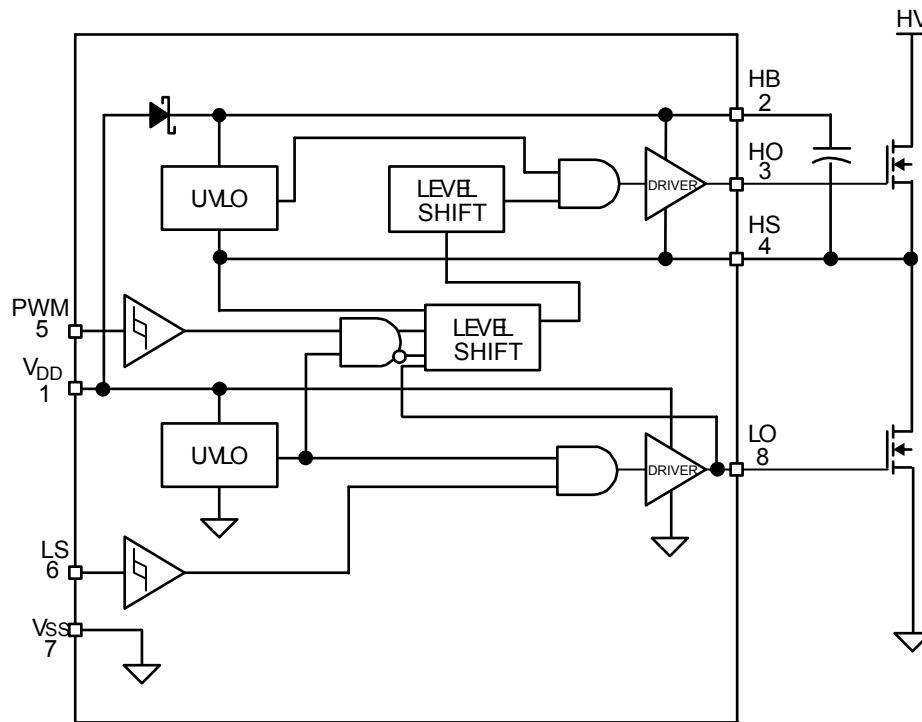 HV
HB
2
HO
3
UVLO
LEVEL
SHIFT
DRIVER
HS
4
PWM
5
LEVEL
SHIFT
VDD
1
UVLO
DRIVER
LO
8
LS
6
VSS
7